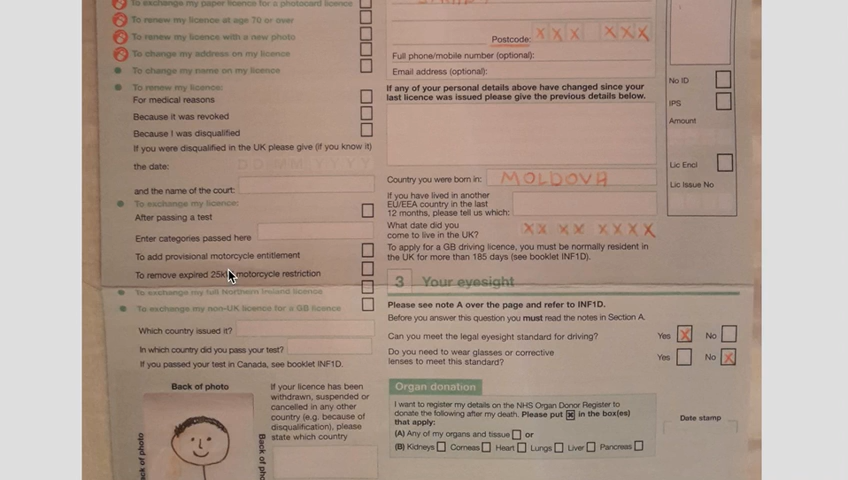 To exchange my paper licence for a photocard licence
To renew my licence at age 70 or over
To renew my licence with a new photo
To change my address on my licence
To change my name on my licence
To renew my licence:
For medical reasons
Because it was revoked
Because I was disqualified
If you were disqualified in the UK please give (if you know it)
the date: D D M M Y Y Y Y
and the name of the court:
To exchange my licence:
After passing a test
Enter categories passed here
To add provisional motorcycle entitlement
To remove expired 25k motorcycle restriction
To exchange my full Northern Ireland licence
To exchange my non-UK licence for a GB licence
Which country issued it?
In which country did you pass your test?
If you passed your test in Canada, see booklet INF1D.
Back of photo
ack of photo
Back of pho
If your licence has been
withdrawn, suspended or
cancelled in any other
country (e.g. because of
disqualification), please
state which country
Postcode: X X X X X X
Full phone/mobile number (optional):
Email address (optional):
If any of your personal details above have changed since your
last licence was issued please give the previous details below.
Country you were born in: MOLDOVA
If you have lived in another
EU/EEA country in the last
12 months, please tell us which:
What date did you
come to live in the UK? X X X X X X X X
To apply for a GB driving licence, you must be normally resident in
the UK for more than 185 days (see booklet INF1D).
3 Your eyesight
Please see note A over the page and refer to INF1D.
Before you answer this question you must read the notes in Section A.
Can you meet the legal eyesight standard for driving? Yes X No
Do you need to wear glasses or corrective
lenses to meet this standard? Yes No X
Organ donation
I want to register my details on the NHS Organ Donor Register to
donate the following after my death. Please put X in the box(es)
that apply:
(A) Any of my organs and tissue or
(B) Kidneys Corneas Heart Lungs Liver Pancreas
No ID
IPS
Amount
Lic Encl
Lic Issue No
Date stamp